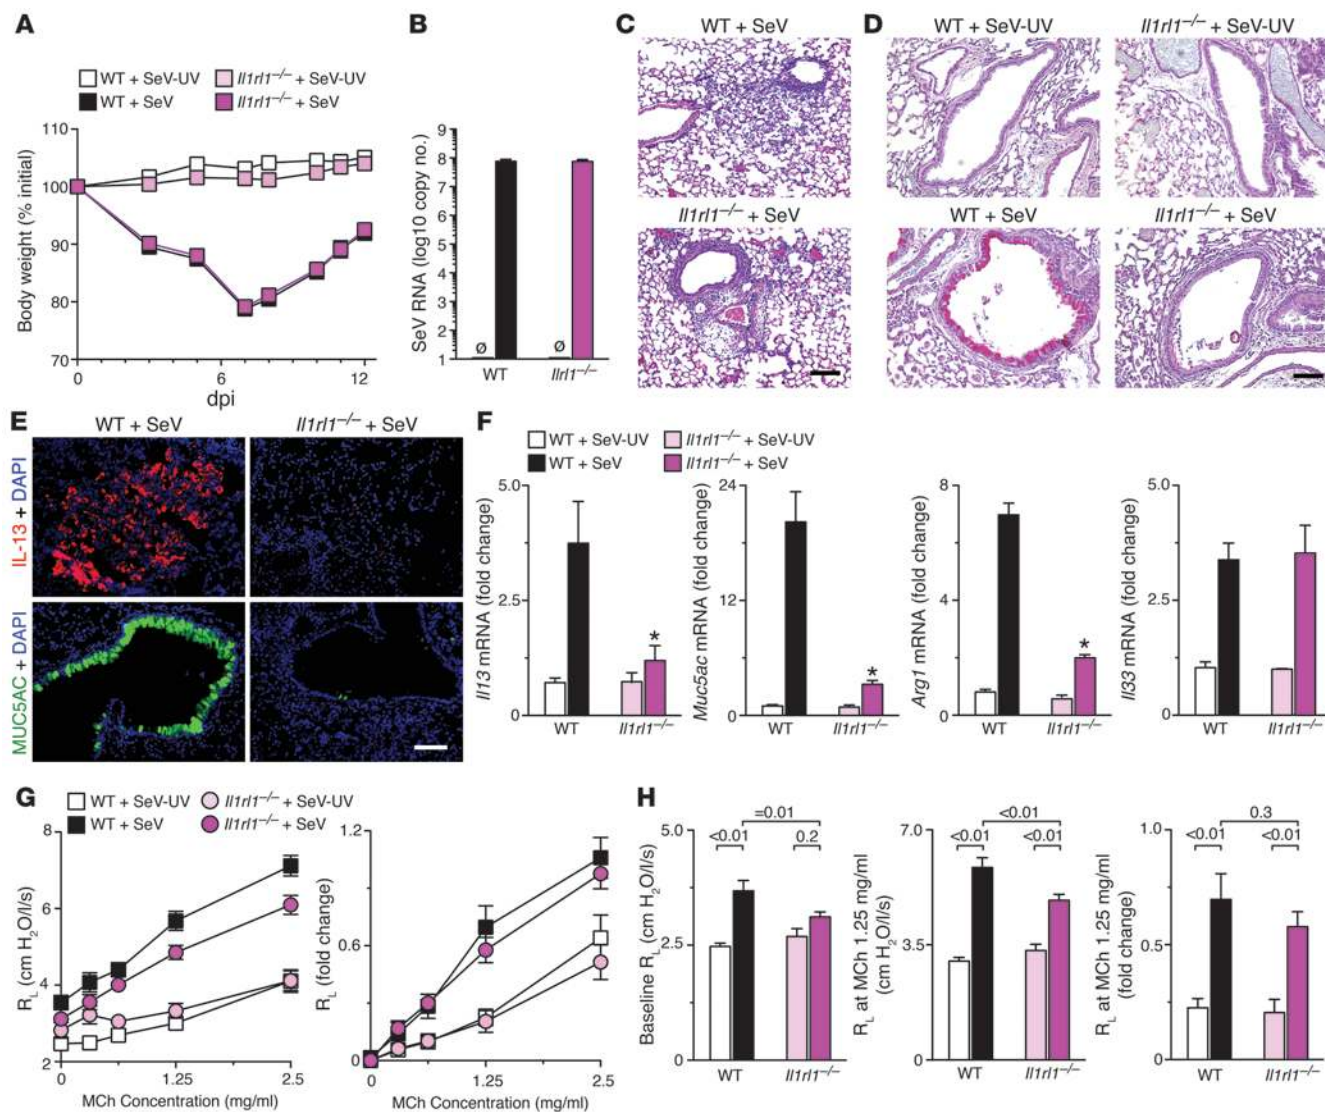 A
WT + SeV-UV
Il1rl1−/− + SeV-UV
WT + SeV
Il1rl1−/− + SeV
Body weight (% initial)
110
100
90
80
70
0
6
12
dpi
B
SeV RNA (log10 copy no.)
9
8
7
6
5
4
3
2
1
Ø
Ø
WT
Ilrl1−/−
C
WT + SeV
Il1rl1−/− + SeV
D
WT + SeV-UV
Il1rl1−/− + SeV-UV
WT + SeV
Il1rl1−/− + SeV
E
WT + SeV
Il1rl1−/− + SeV
IL-13 + DAPI
MUC5AC + DAPI
F
WT + SeV-UV
Il1rl1−/− + SeV-UV
WT + SeV
Il1rl1−/− + SeV
Il13 mRNA (fold change)
5.0
2.5
0
*
WT
Il1rl1−/−
Muc5ac mRNA (fold change)
24
12
0
*
WT
Il1rl1−/−
Arg1 mRNA (fold change)
8
4
0
*
WT
Il1rl1−/−
Il33 mRNA (fold change)
5.0
2.5
0
WT
Il1rl1−/−
G
WT + SeV-UV
Il1rl1−/− + SeV-UV
WT + SeV
Il1rl1−/− + SeV
RL (cm H2O/l/s)
8
6
4
2
0
1.25
2.5
MCh Concentration (mg/ml)
RL (fold change)
1.2
0.6
0
0
1.25
2.5
MCh Concentration (mg/ml)
H
Baseline RL (cm H2O/l/s)
5.0
2.5
0
=0.01
<0.01
0.2
WT
Il1rl1−/−
RL at MCh 1.25 mg/ml
(cm H2O/l/s)
7.0
3.5
0
<0.01
<0.01
<0.01
WT
Il1rl1−/−
RL at MCh 1.25 mg/ml
(fold change)
1.0
0.5
0
0.3
<0.01
<0.01
WT
Il1rl1−/−